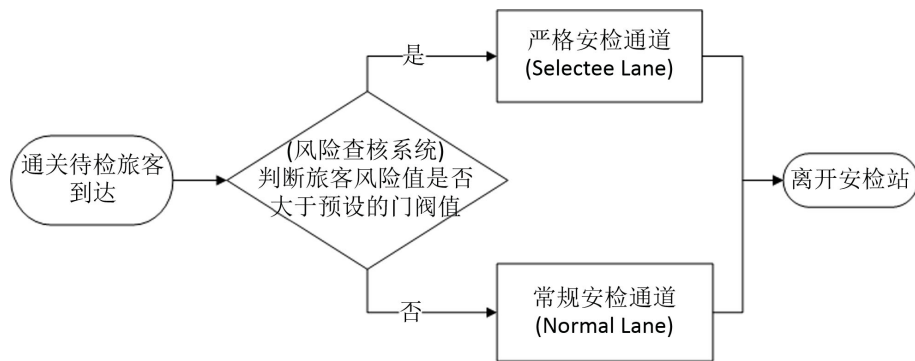 通关待检旅客
到达
(风险查核系统)
判断旅客风险值是否
大于预设的门阀值
是
严格安检通道
(Selectee Lane)
否
常规安检通道
(Normal Lane)
离开安检站